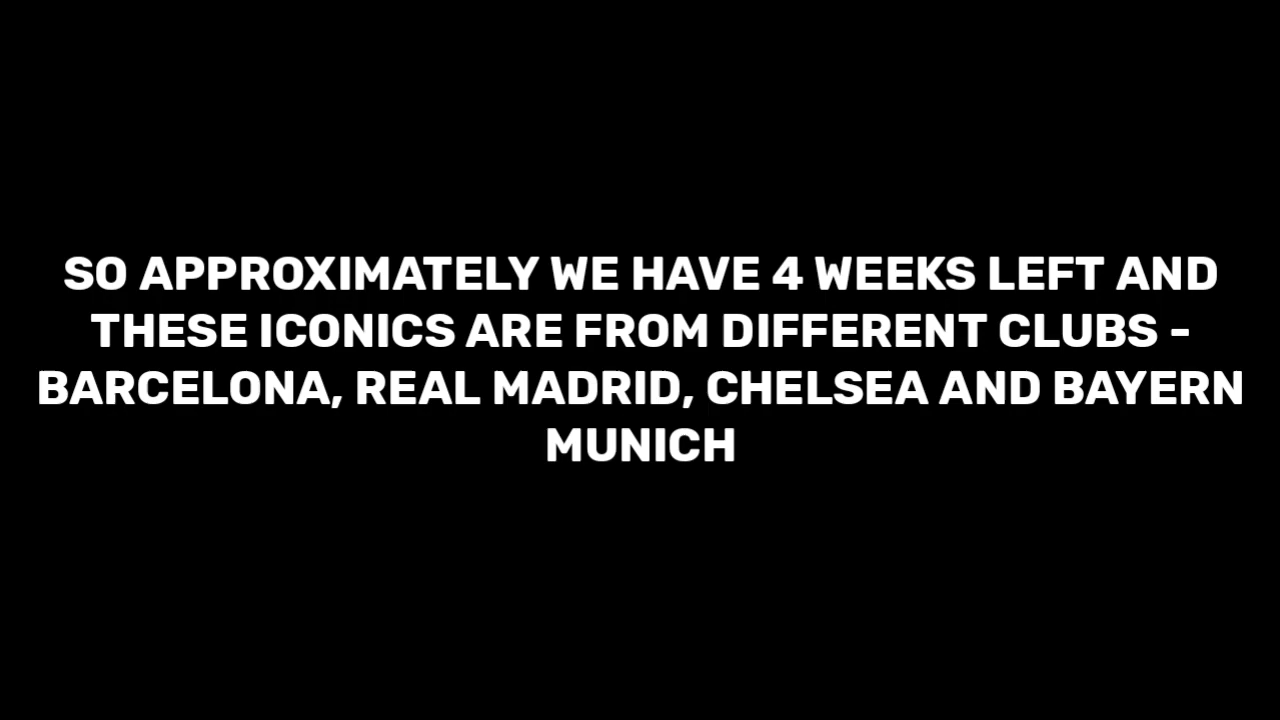 SO APPROXIMATELY WE HAVE 4 WEEKS LEFT AND
THESE ICONICS ARE FROM DIFFERENT CLUBS -
BARCELONA, REAL MADRID, CHELSEA AND BAYERN
MUNICH